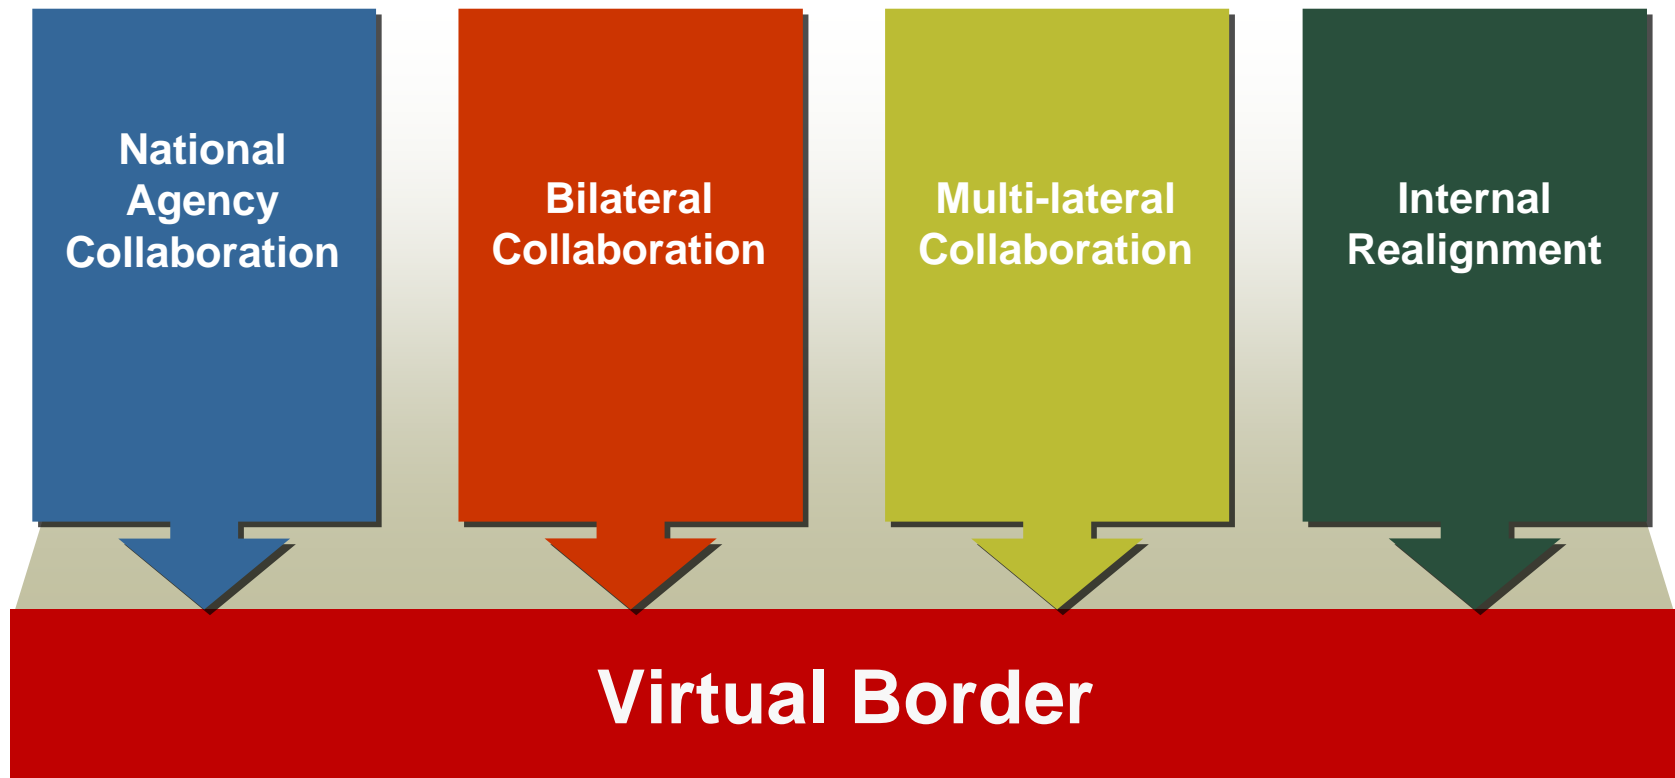 National
Agency
Collaboration
Bilateral
Collaboration
Multi-lateral
Collaboration
Internal
Realignment
Virtual Border